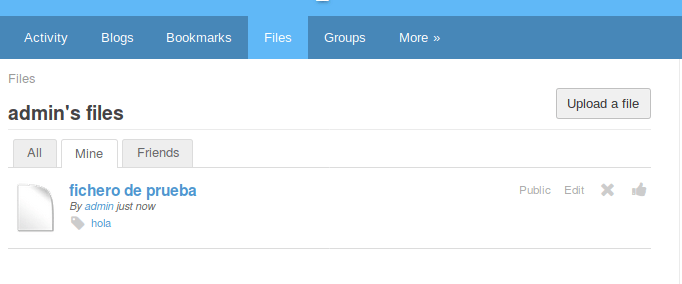 Activity Blogs Bookmarks Files Groups More »
Files
admin's files
Upload a file
All Mine Friends
fichero de prueba
Public Edit
By admin just now
hola